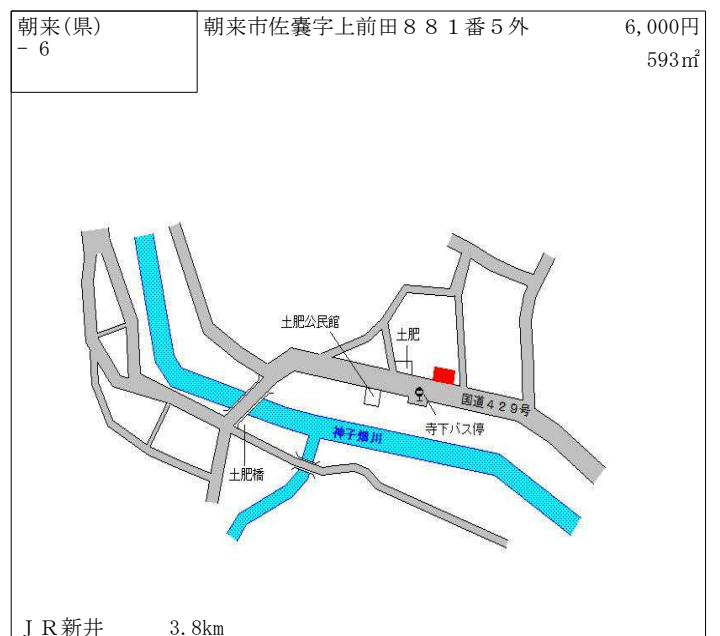 朝来(県)
－6
朝来市佐嚢字上前田８８１番５外
6,000円
593㎡
土肥公民館
土肥
国道４２９号
寺下バス停
神子畑川
土肥橋
ＪＲ新井 3.8km